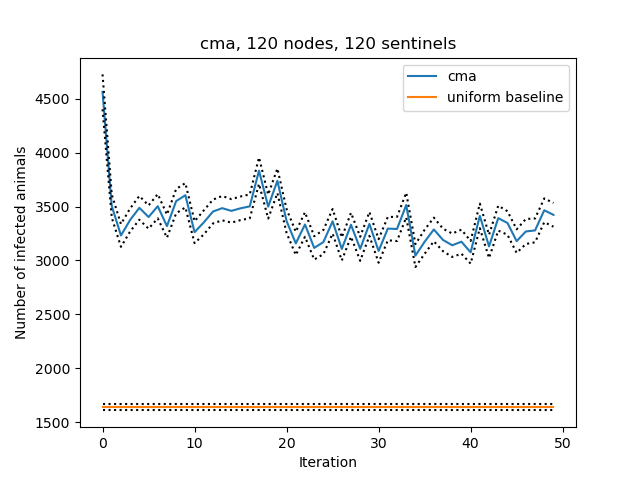 cma, 120 nodes, 120 sentinels
cma
uniform baseline
Number of infected animals
4500
4000
3500
3000
2500
2000
1500
0 10 20 30 40 50
Iteration